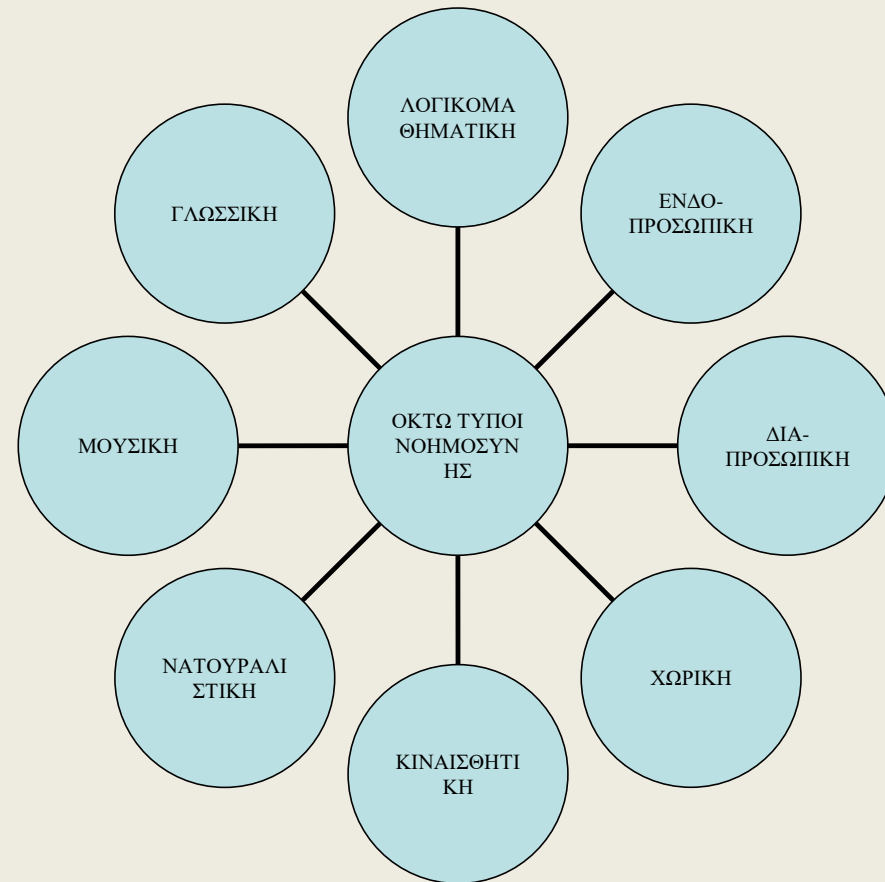 ΛΟΓΙΚΟΜΑ
ΘΗΜΑΤΙΚΗ
ΓΛΩΣΣΙΚΗ
ΕΝΔΟ-
ΠΡΟΣΩΠΙΚΗ
ΜΟΥΣΙΚΗ
ΟΚΤΩ ΤΥΠΟΙ
ΝΟΗΜΟΣΥΝ
ΗΣ
ΔΙΑ-
ΠΡΟΣΩΠΙΚΗ
ΝΑΤΟΥΡΑΛΙ
ΣΤΙΚΗ
ΧΩΡΙΚΗ
ΚΙΝΑΙΣΘΗΤΙ
ΚΗ